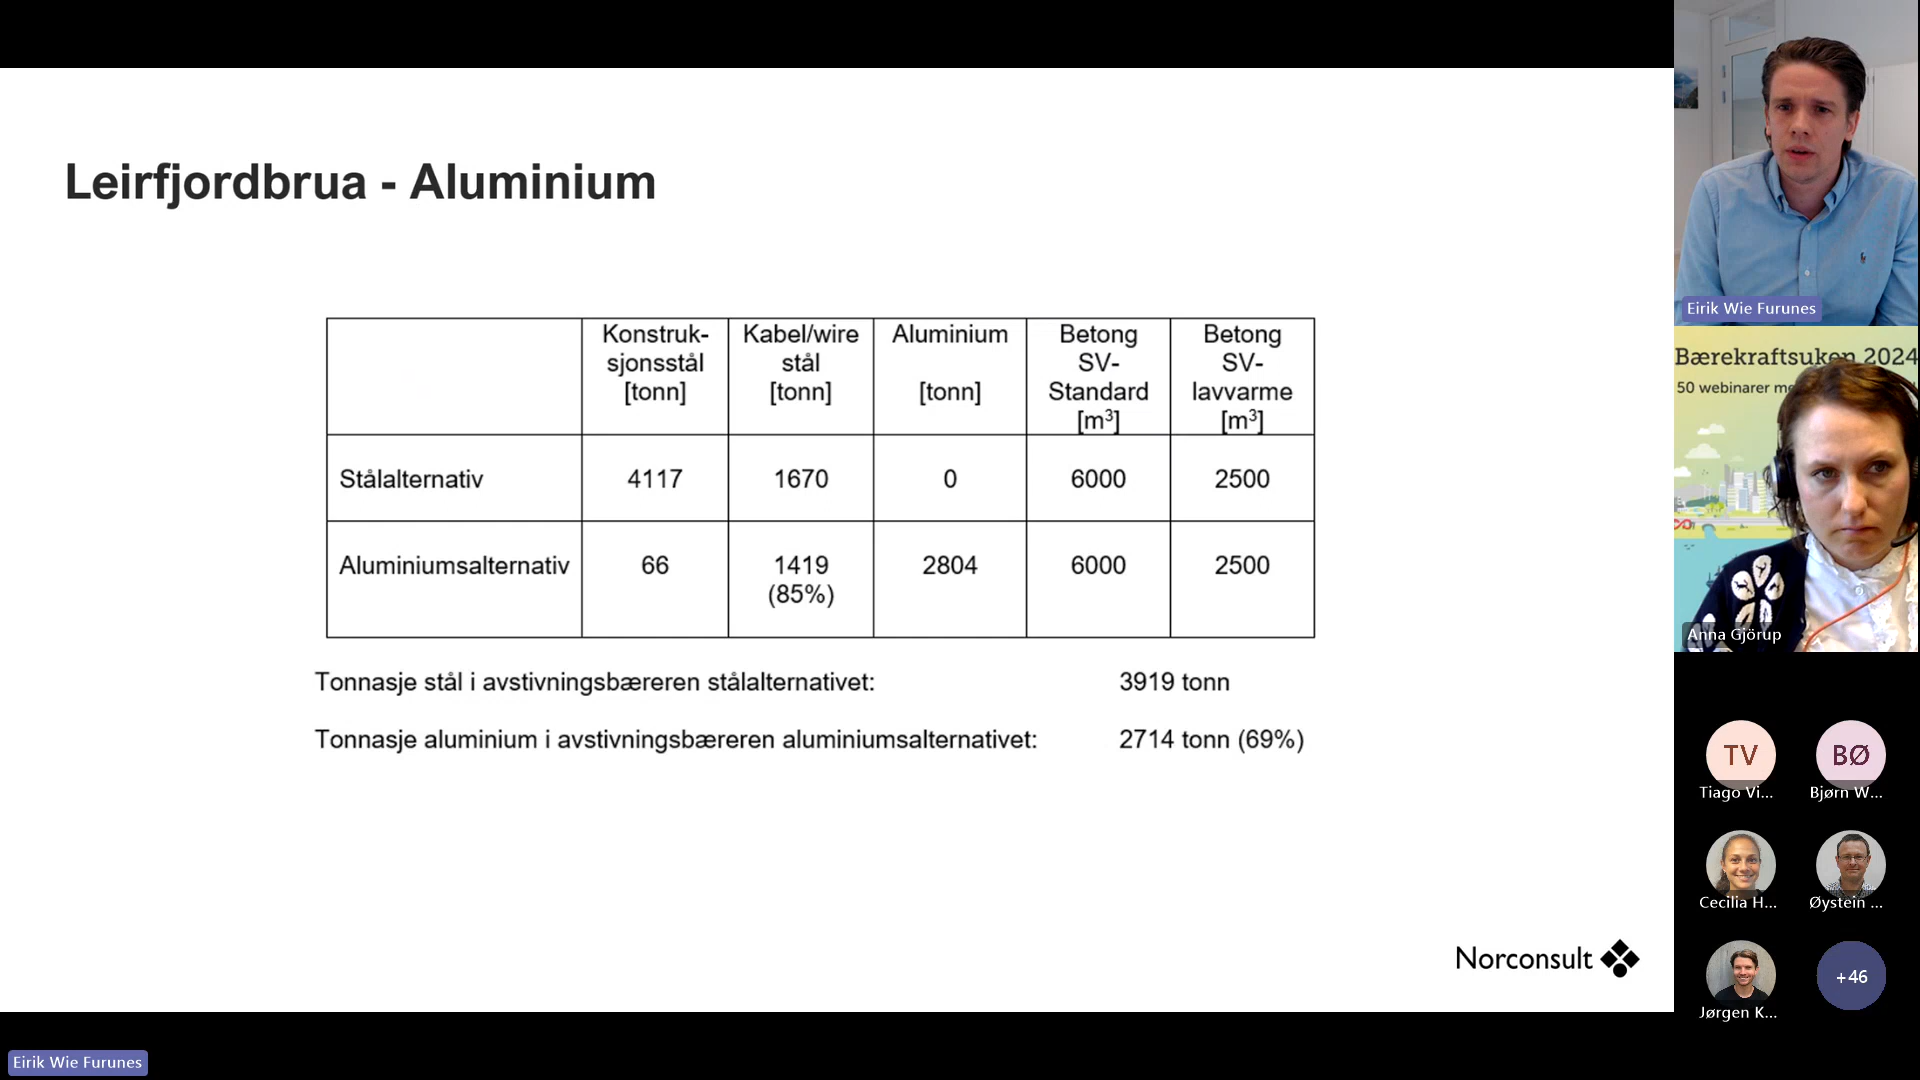 Leirfjordbrua - Aluminium
Konstruk-
sjonsstål
[tonn]
Kabel/wire
stål
[tonn]
Aluminium
[tonn]
Betong
SV-
Standard
[m³]
Betong
SV-
lavvarme
[m³]
Stålalternativ 4117 1670 0 6000 2500
Aluminiumsalternativ 66 1419 2804 6000 2500
(85%)
Tonnasje stål i avstivningsbæreren stålalternativet: 3919 tonn
Tonnasje aluminium i avstivningsbæreren aluminiumsalternativet: 2714 tonn (69%)
Norconsult
Eirik Wie Furunes
Eirik Wie Furunes
Bærekraftsuken 2024
50 webinarer
Anna Gjörup
TV
Tiago Vi...
BØ
Bjørn W...
Cecilia H...
Øystein ...
Jørgen K...
+46